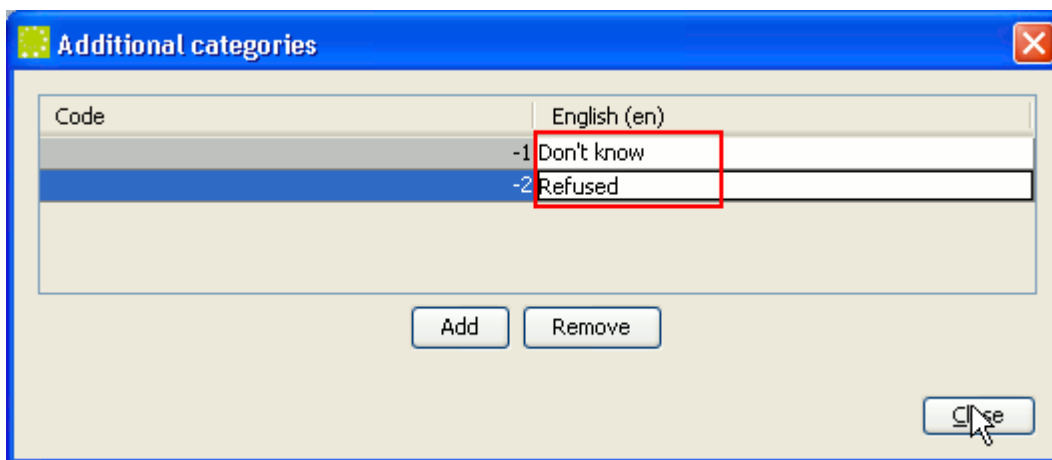 Additional categories
Code English (en)
-1 Don't know
-2 Refused
Add Remove
Close